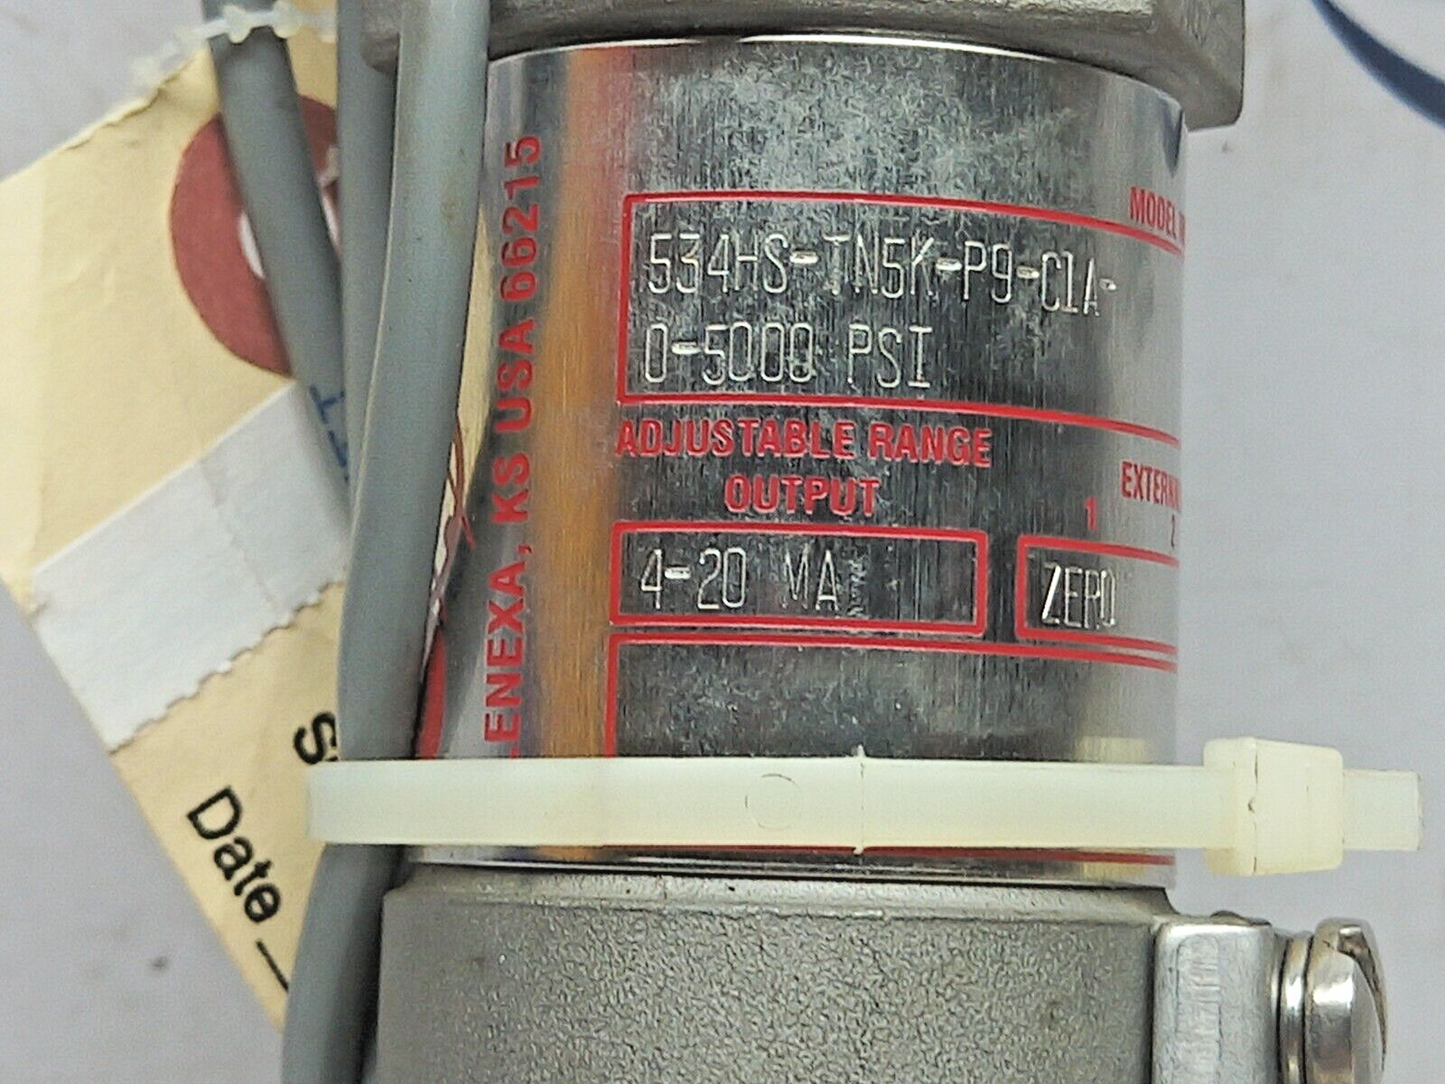 MODEL
534HS-TN5K-P9-C1A-
0-5000 PSI
ADJUSTABLE RANGE
OUTPUT
1
2
4-20 MA
ZERO
LENEXA, KS USA 66215
Date